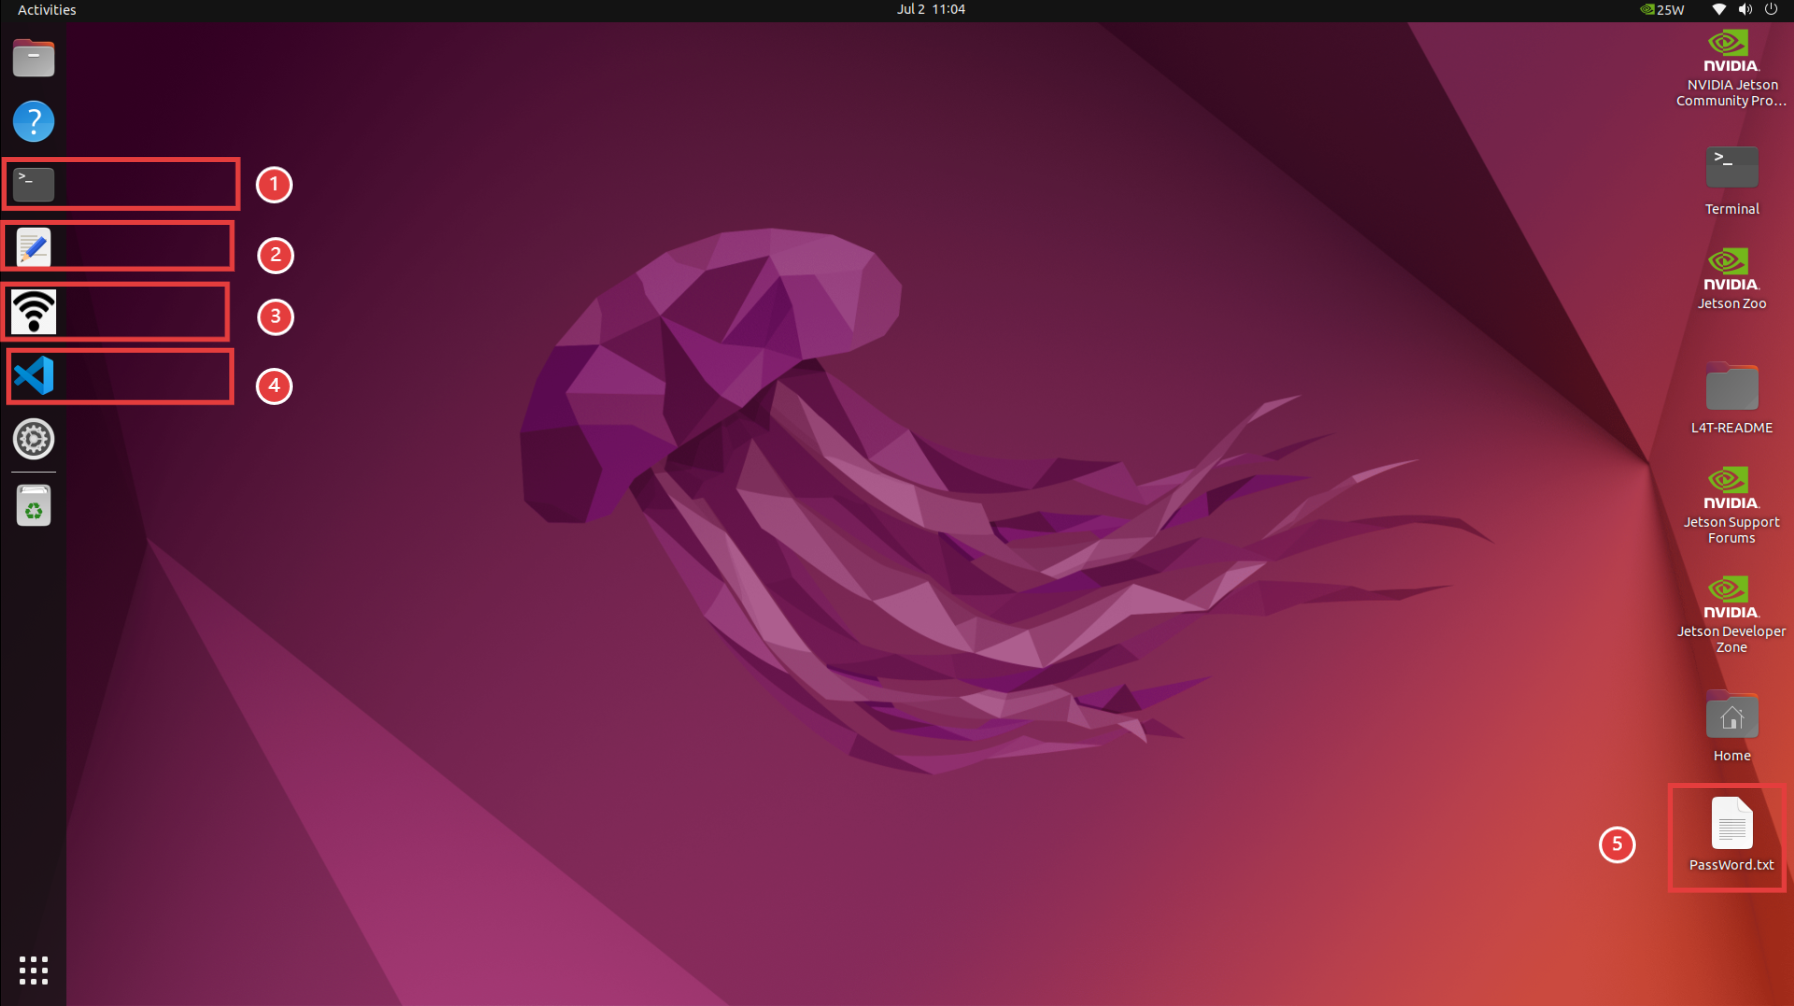 Activities
Jul 2 11:04
25W
NVIDIA.
NVIDIA Jetson
Community Pro...
>_
Terminal
NVIDIA.
Jetson Zoo
L4T-README
NVIDIA.
Jetson Support
Forums
NVIDIA.
Jetson Developer
Zone
Home
PassWord.txt
?
>_
1
2
3
4
5